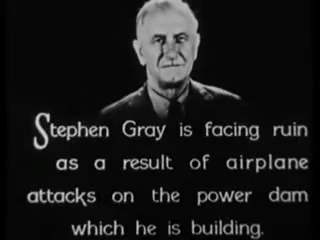 Stephen Gray is facing ruin
as a result of airplane
attacks on the power dam
which he is building.